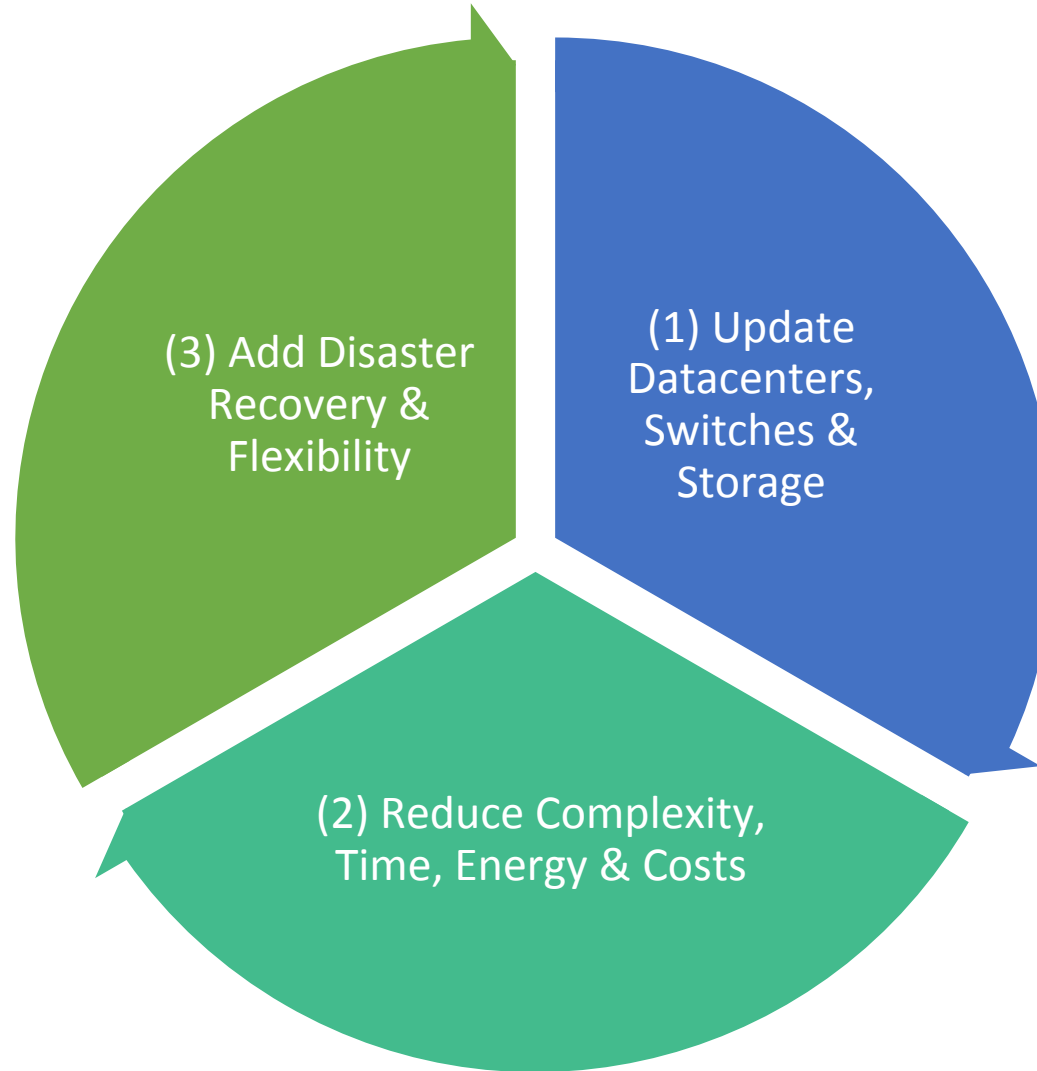 (1) Update
Datacenters,
Switches &
Storage
(2) Reduce Complexity,
Time, Energy & Costs
(3) Add Disaster
Recovery &
Flexibility